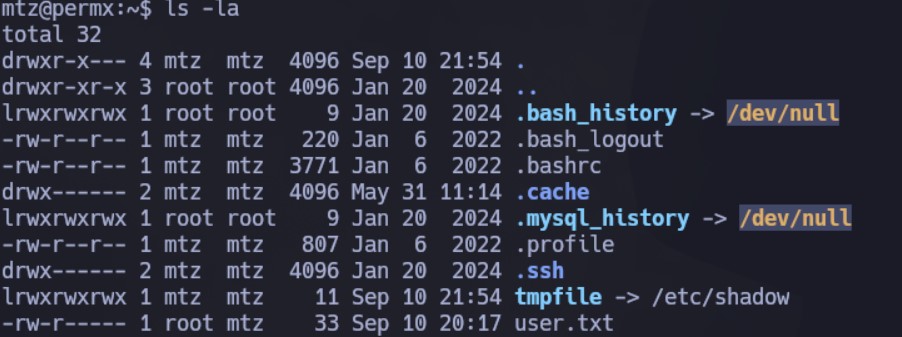 mtz@permx:~$ ls -la
total 32
drwxr-x--- 4 mtz  mtz  4096 Sep 10 21:54 .
drwxr-xr-x 3 root root 4096 Jan 20  2024 ..
lrwxrwxrwx 1 root root    9 Jan 20  2024 .bash_history -> /dev/null
-rw-r--r-- 1 mtz  mtz   220 Jan  6  2022 .bash_logout
-rw-r--r-- 1 mtz  mtz  3771 Jan  6  2022 .bashrc
drwx------ 2 mtz  mtz  4096 May 31 11:14 .cache
lrwxrwxrwx 1 root root    9 Jan 20  2024 .mysql_history -> /dev/null
-rw-r--r-- 1 mtz  mtz   807 Jan  6  2022 .profile
drwx------ 2 mtz  mtz  4096 Jan 20  2024 .ssh
lrwxrwxrwx 1 mtz  mtz    11 Sep 10 21:54 tmpfile -> /etc/shadow
-rw-r----- 1 root mtz    33 Sep 10 20:17 user.txt